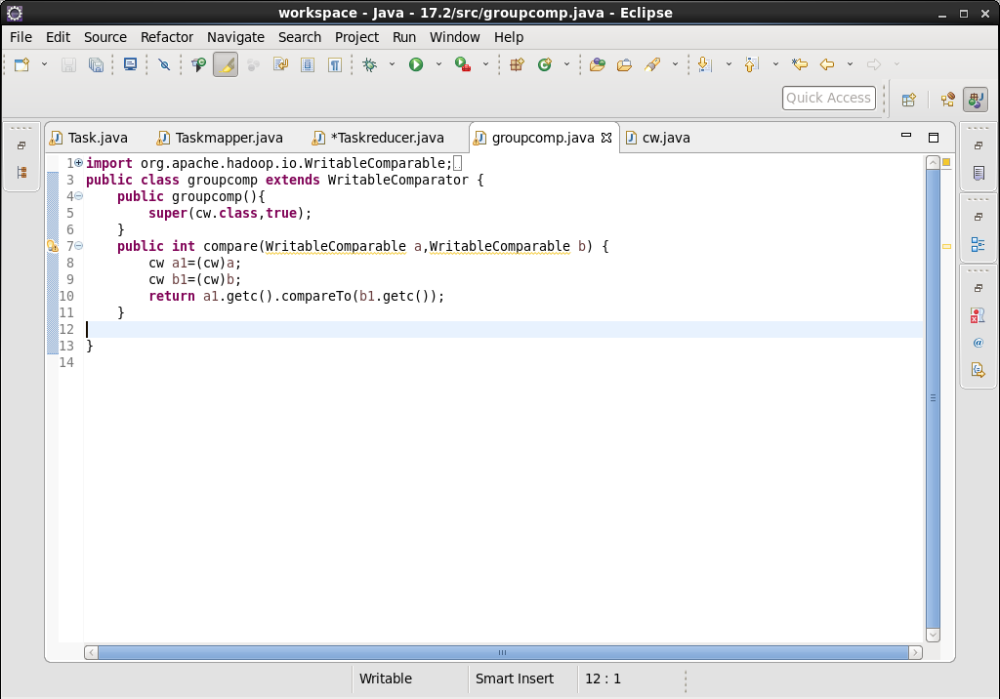 workspace - Java - 17.2/src/groupcomp.java - Eclipse
File Edit Source Refactor Navigate Search Project Run Window Help
Quick Access
Task.java Taskmapper.java *Taskreducer.java groupcomp.java cw.java
1 import org.apache.hadoop.io.WritableComparable;
3 public class groupcomp extends WritableComparator {
4 public groupcomp(){
5 super(cw.class,true);
6 }
7 public int compare(WritableComparable a,WritableComparable b) {
8 cw a1=(cw)a;
9 cw b1=(cw)b;
10 return a1.getc().compareTo(b1.getc());
11 }
12
13 }
14
Writable Smart Insert 12 : 1